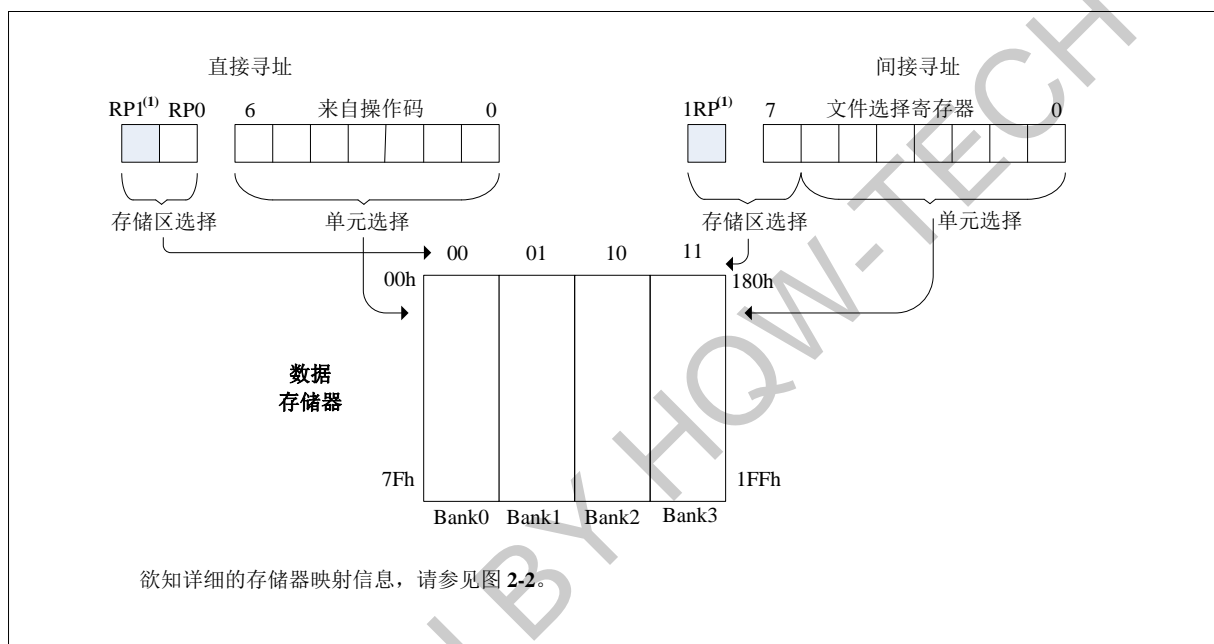 直接寻址 间接寻址
RP1(1) RP0 6 来自操作码 0 1RP(1) 7 文件选择寄存器 0
存储区选择 单元选择 存储区选择 单元选择
00 01 10 11
00h 180h
数据
存储器
7Fh 1FFh
Bank0 Bank1 Bank2 Bank3
欲知详细的存储器映射信息，请参见图 2-2。
BY HQW-TECH